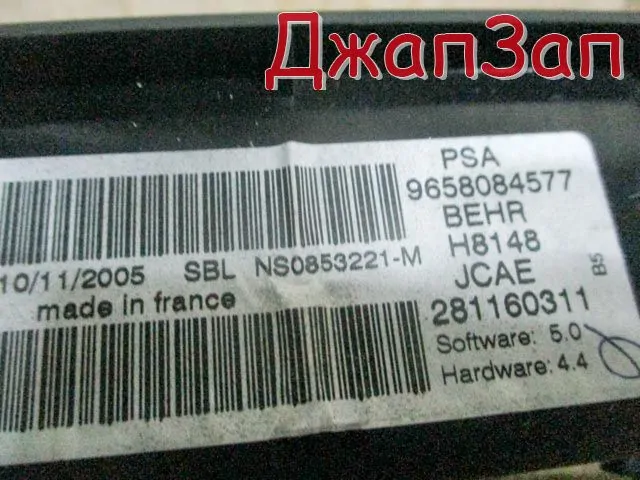 ДжапЗап
PSA
9658084577
BEHR
H8148
JCAE
281160311
Software: 5.0
Hardware: 4.4
B5
10/11/2005 SBL NS0853221-M
made in france